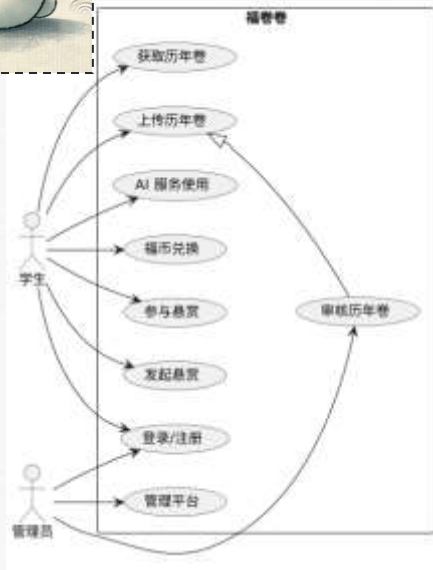 福卷卷
获取历年卷
上传历年卷
AI 服务使用
福币兑换
学生
参与悬赏
审核历年卷
发起悬赏
登录/注册
管理平台
管理员